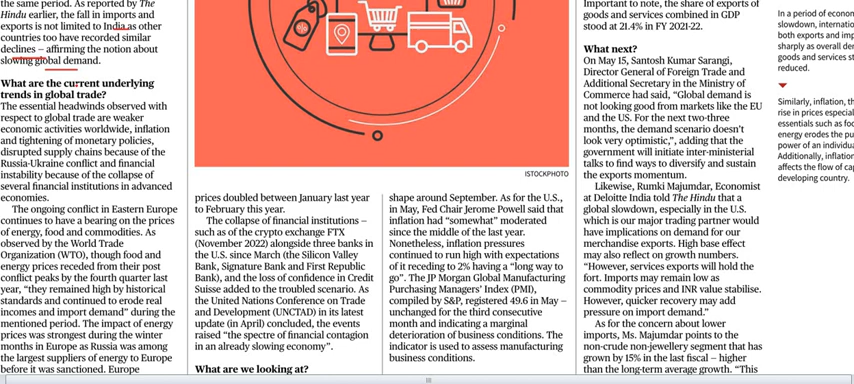 the same period. As reported by The
Hindu earlier, the fall in imports and
exports is not limited to India as other
countries too have recorded similar
declines — affirming the notion about
slowing global demand.
What are the current underlying
trends in global trade?
The essential headwinds observed with
respect to global trade are weaker
economic activities worldwide, inflation
and tightening of monetary policies,
disrupted supply chains because of the
Russia-Ukraine conflict and financial
instability because of the collapse of
several financial institutions in advanced
economies.
The ongoing conflict in Eastern Europe
continues to have a bearing on the prices
of energy, food and commodities. As
observed by the World Trade
Organization (WTO), though food and
energy prices receded from their post
conflict peaks by the fourth quarter last
year, “they remained high by historical
standards and continued to erode real
incomes and import demand” during the
mentioned period. The impact of energy
prices was strongest during the winter
months in Europe as Russia was among
the largest suppliers of energy to Europe
before it was sanctioned. Europe
ISTOCKPHOTO
prices doubled between January last year
to February this year.
The collapse of financial institutions —
such as of the crypto exchange FTX
(November 2022) alongside three banks in
the U.S. since March (the Silicon Valley
Bank, Signature Bank and First Republic
Bank), and the loss of confidence in Credit
Suisse added to the troubled scenario. As
the United Nations Conference on Trade
and Development (UNCTAD) in its latest
update (in April) concluded, the events
raised “the spectre of financial contagion
in an already slowing economy”.
What are we looking at?
shape around September. As for the U.S.,
in May, Fed Chair Jerome Powell said that
inflation had “somewhat” moderated
since the middle of the last year.
Nonetheless, inflation pressures
continued to run high with expectations
of it receding to 2% having a “long way to
go”. The JP Morgan Global Manufacturing
Purchasing Managers’ Index (PMI),
compiled by S&P, registered 49.6 in May —
unchanged for the third consecutive
month and indicating a marginal
deterioration of business conditions. The
indicator is used to assess manufacturing
business conditions.
Important to note, the share of exports of
goods and services combined in GDP
stood at 21.4% in FY 2021-22.
What next?
On May 15, Santosh Kumar Sarangi,
Director General of Foreign Trade and
Additional Secretary in the Ministry of
Commerce had said, “Global demand is
not looking good from markets like the EU
and the US. For the next two-three
months, the demand scenario doesn’t
look very optimistic,”, adding that the
government will initiate inter-ministerial
talks to find ways to diversify and sustain
the exports momentum.
Likewise, Rumki Majumdar, Economist
at Deloitte India told The Hindu that a
global slowdown, especially in the U.S.
which is our major trading partner would
have implications on demand for our
merchandise exports. High base effect
may also reflect on growth numbers.
“However, services exports will hold the
fort. Imports may remain low as
commodity prices and INR value stabilise.
However, quicker recovery may add
pressure on import demand.”
As for the concern about lower
imports, Ms. Majumdar points to the
non-crude non-jewellery segment that has
grown by 15% in the last fiscal — higher
than the long-term average growth. “This
In a period of econom
slowdown, internatio
both exports and imp
sharply as overall den
goods and services st
reduced.
Similarly, inflation, th
rise in prices especial
essentials such as foo
energy erodes the pu
power of an individua
Additionally, inflation
affects the flow of cap
developing country.